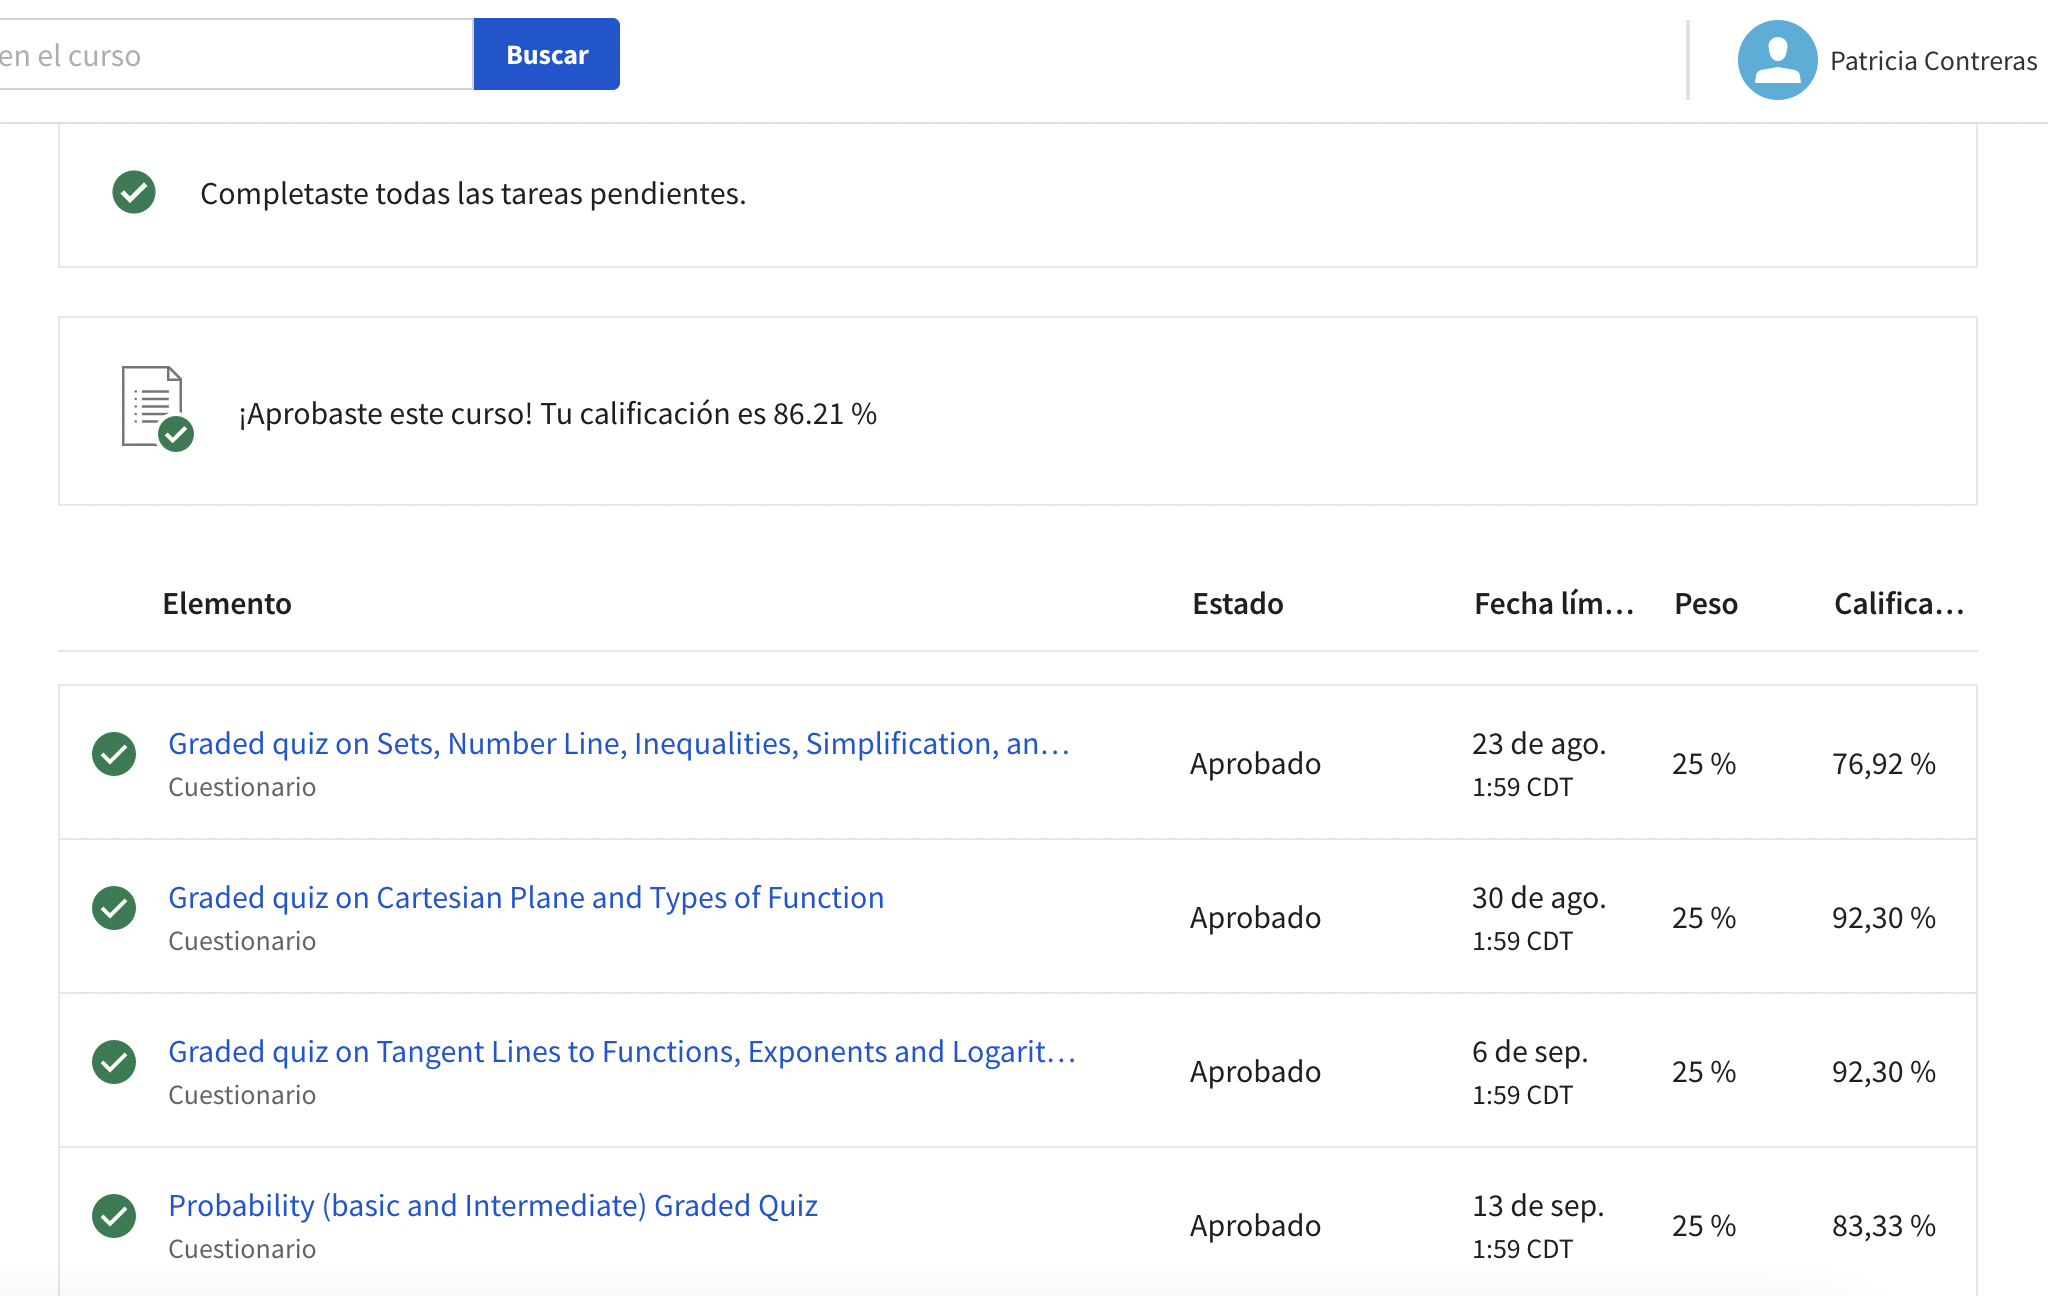 en el curso
Buscar
Patricia Contreras
Completaste todas las tareas pendientes.
¡Aprobaste este curso! Tu calificación es 86.21 %
Elemento Estado Fecha lím... Peso Califica...
Graded quiz on Sets, Number Line, Inequalities, Simplification, an...
Cuestionario
Aprobado
23 de ago.
1:59 CDT
25 %
76,92 %
Graded quiz on Cartesian Plane and Types of Function
Cuestionario
Aprobado
30 de ago.
1:59 CDT
25 %
92,30 %
Graded quiz on Tangent Lines to Functions, Exponents and Logarit...
Cuestionario
Aprobado
6 de sep.
1:59 CDT
25 %
92,30 %
Probability (basic and Intermediate) Graded Quiz
Cuestionario
Aprobado
13 de sep.
1:59 CDT
25 %
83,33 %